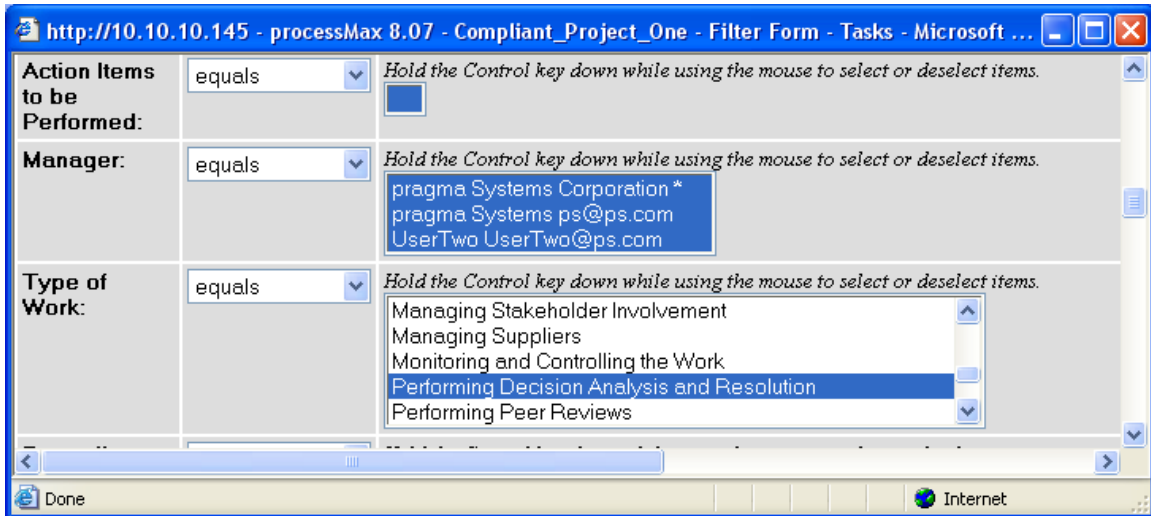 http://10.10.10.145 - processMax 8.07 - Compliant_Project_One - Filter Form - Tasks - Microsoft ...
Action Items to be Performed:
equals
Hold the Control key down while using the mouse to select or deselect items.
Manager:
equals
Hold the Control key down while using the mouse to select or deselect items.
pragma Systems Corporation *
pragma Systems ps@ps.com
UserTwo UserTwo@ps.com
Type of Work:
equals
Hold the Control key down while using the mouse to select or deselect items.
Managing Stakeholder Involvement
Managing Suppliers
Monitoring and Controlling the Work
Performing Decision Analysis and Resolution
Performing Peer Reviews
Done
Internet